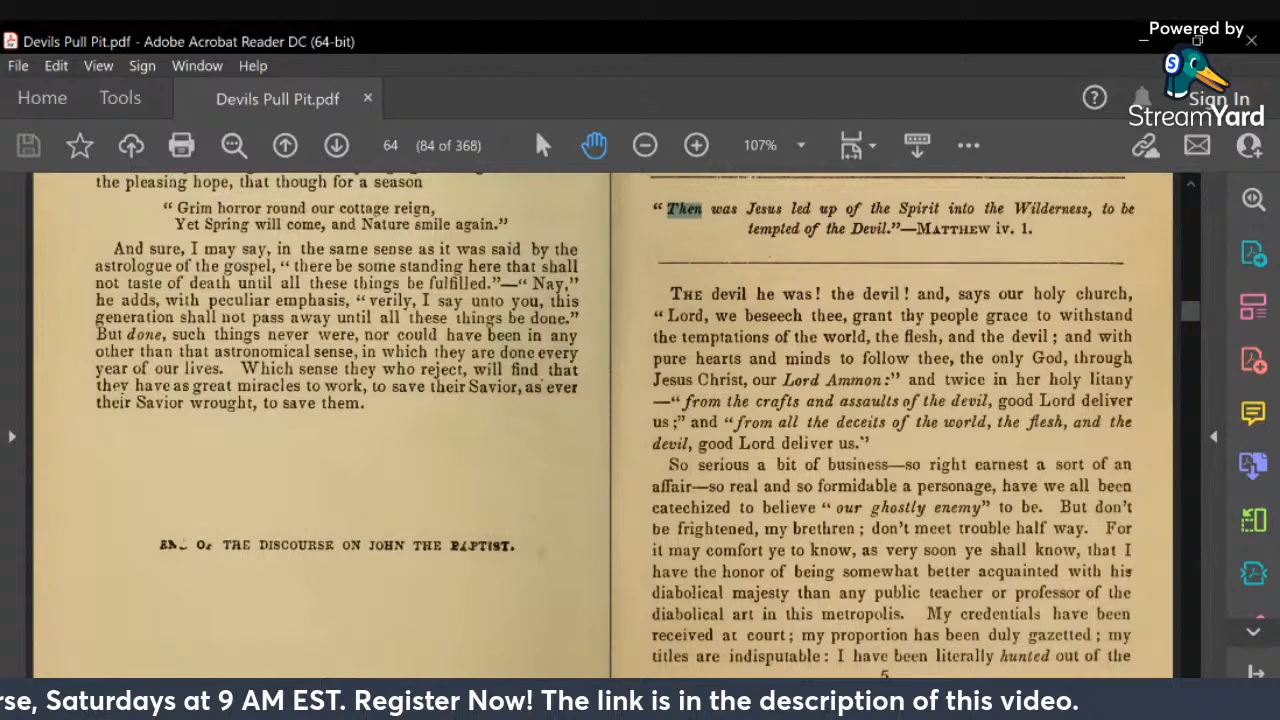 Powered by
StreamYard
Devils Pull Pit.pdf - Adobe Acrobat Reader DC (64-bit)
File Edit View Sign Window Help
Home Tools Devils Pull Pit.pdf × Sign In
64 (84 of 368) 107%
the pleasing hope, that though for a season
“ Grim horror round our cottage reign,
Yet Spring will come, and Nature smile again.”
And sure, I may say, in the same sense as it was said by the
astrologue of the gospel, “ there be some standing here that shall
not taste of death until all these things be fulfilled.”—“ Nay,”
he adds, with peculiar emphasis, “ verily, I say unto you, this
generation shall not pass away until all these things be done.”
But done, such things never were, nor could have been in any
other than that astronomical sense, in which they are done every
year of our lives. Which sense they who reject, will find that
they have as great miracles to work, to save their Savior, as ever
their Savior wrought, to save them.
OF THE DISCOURSE ON JOHN THE BAPTIST.
“ Then was Jesus led up of the Spirit into the Wilderness, to be
tempted of the Devil.”—MATTHEW iv. 1.
THE devil he was! the devil! and, says our holy church,
“ Lord, we beseech thee, grant thy people grace to withstand
the temptations of the world, the flesh, and the devil ; and with
pure hearts and minds to follow thee, the only God, through
Jesus Christ, our Lord Ammon:” and twice in her holy litany
—“ from the crafts and assaults of the devil, good Lord deliver
us ;” and “ from all the deceits of the world, the flesh, and the
devil, good Lord deliver us.”
So serious a bit of business—so right earnest a sort of an
affair—so real and so formidable a personage, have we all been
catechized to believe “ our ghostly enemy” to be. But don’t
be frightened, my brethren ; don’t meet trouble half way. For
it may comfort ye to know, as very soon ye shall know, that I
have the honor of being somewhat better acquainted with his
diabolical majesty than any public teacher or professor of the
diabolical art in this metropolis. My credentials have been
received at court ; my proportion has been duly gazetted ; my
titles are indisputable : I have been literally hunted out of the
5
rse, Saturdays at 9 AM EST. Register Now! The link is in the description of this video.